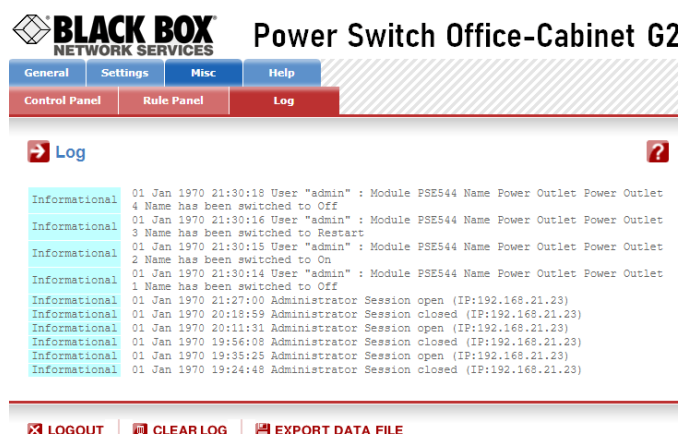 BLACK BOX
NETWORK SERVICES
Power Switch Office-Cabinet G2
General Settings Misc Help
Control Panel Rule Panel Log
Log
?
Informational 01 Jan 1970 21:30:18 User "admin" : Module PSE544 Name Power Outlet Power Outlet
4 Name has been switched to Off
Informational 01 Jan 1970 21:30:16 User "admin" : Module PSE544 Name Power Outlet Power Outlet
3 Name has been switched to Restart
Informational 01 Jan 1970 21:30:15 User "admin" : Module PSE544 Name Power Outlet Power Outlet
2 Name has been switched to On
Informational 01 Jan 1970 21:30:14 User "admin" : Module PSE544 Name Power Outlet Power Outlet
1 Name has been switched to Off
Informational 01 Jan 1970 21:27:00 Administrator Session open (IP:192.168.21.23)
Informational 01 Jan 1970 20:18:59 Administrator Session closed (IP:192.168.21.23)
Informational 01 Jan 1970 20:11:31 Administrator Session open (IP:192.168.21.23)
Informational 01 Jan 1970 19:56:08 Administrator Session closed (IP:192.168.21.23)
Informational 01 Jan 1970 19:35:25 Administrator Session open (IP:192.168.21.23)
Informational 01 Jan 1970 19:24:48 Administrator Session closed (IP:192.168.21.23)
LOGOUT CLEAR LOG EXPORT DATA FILE